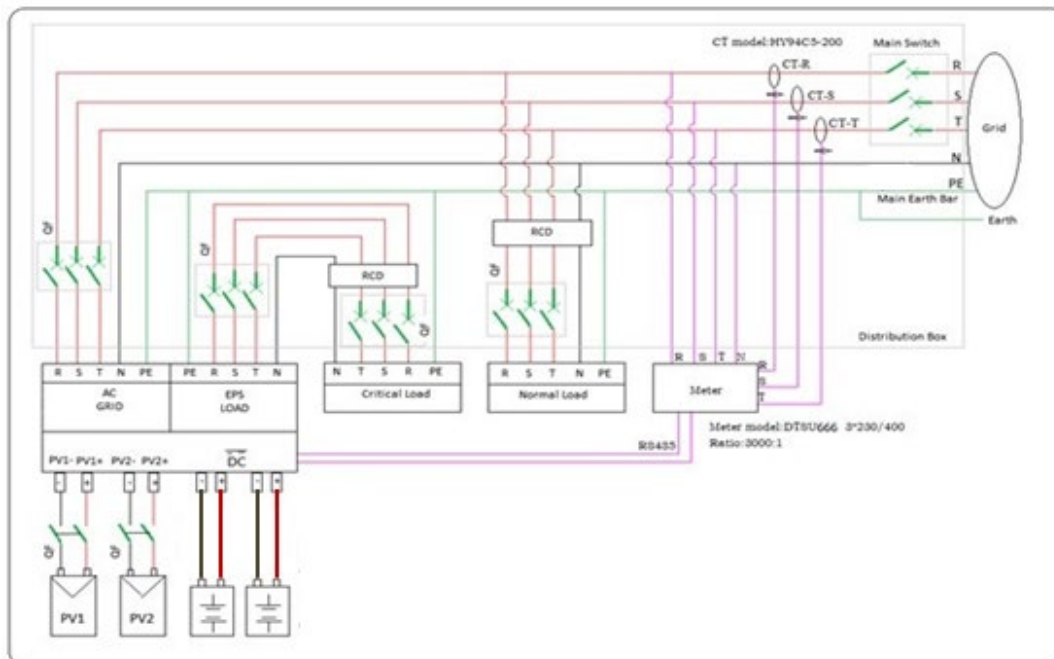 CT model:HY94C5-200
Main Switch
CT-R
R
CT-S
S
CT-T
T
Grid
N
PE
Main Earth Bar
Earth
QF
QF
RCD
RCD
QF
QF
Distribution Box
R S T N PE
PE R S T N
N T S R PE
R S T N PE
R S T N
R
S
T
AC
GRID
EPS
LOAD
Critical Load
Normal Load
Meter
Meter model:DTSU666 3*230/400
Ratio:3000:1
RS485
PV1- PV1+ PV2- PV2+
DC
- + - + - + - +
QF
QF
PV1
PV2